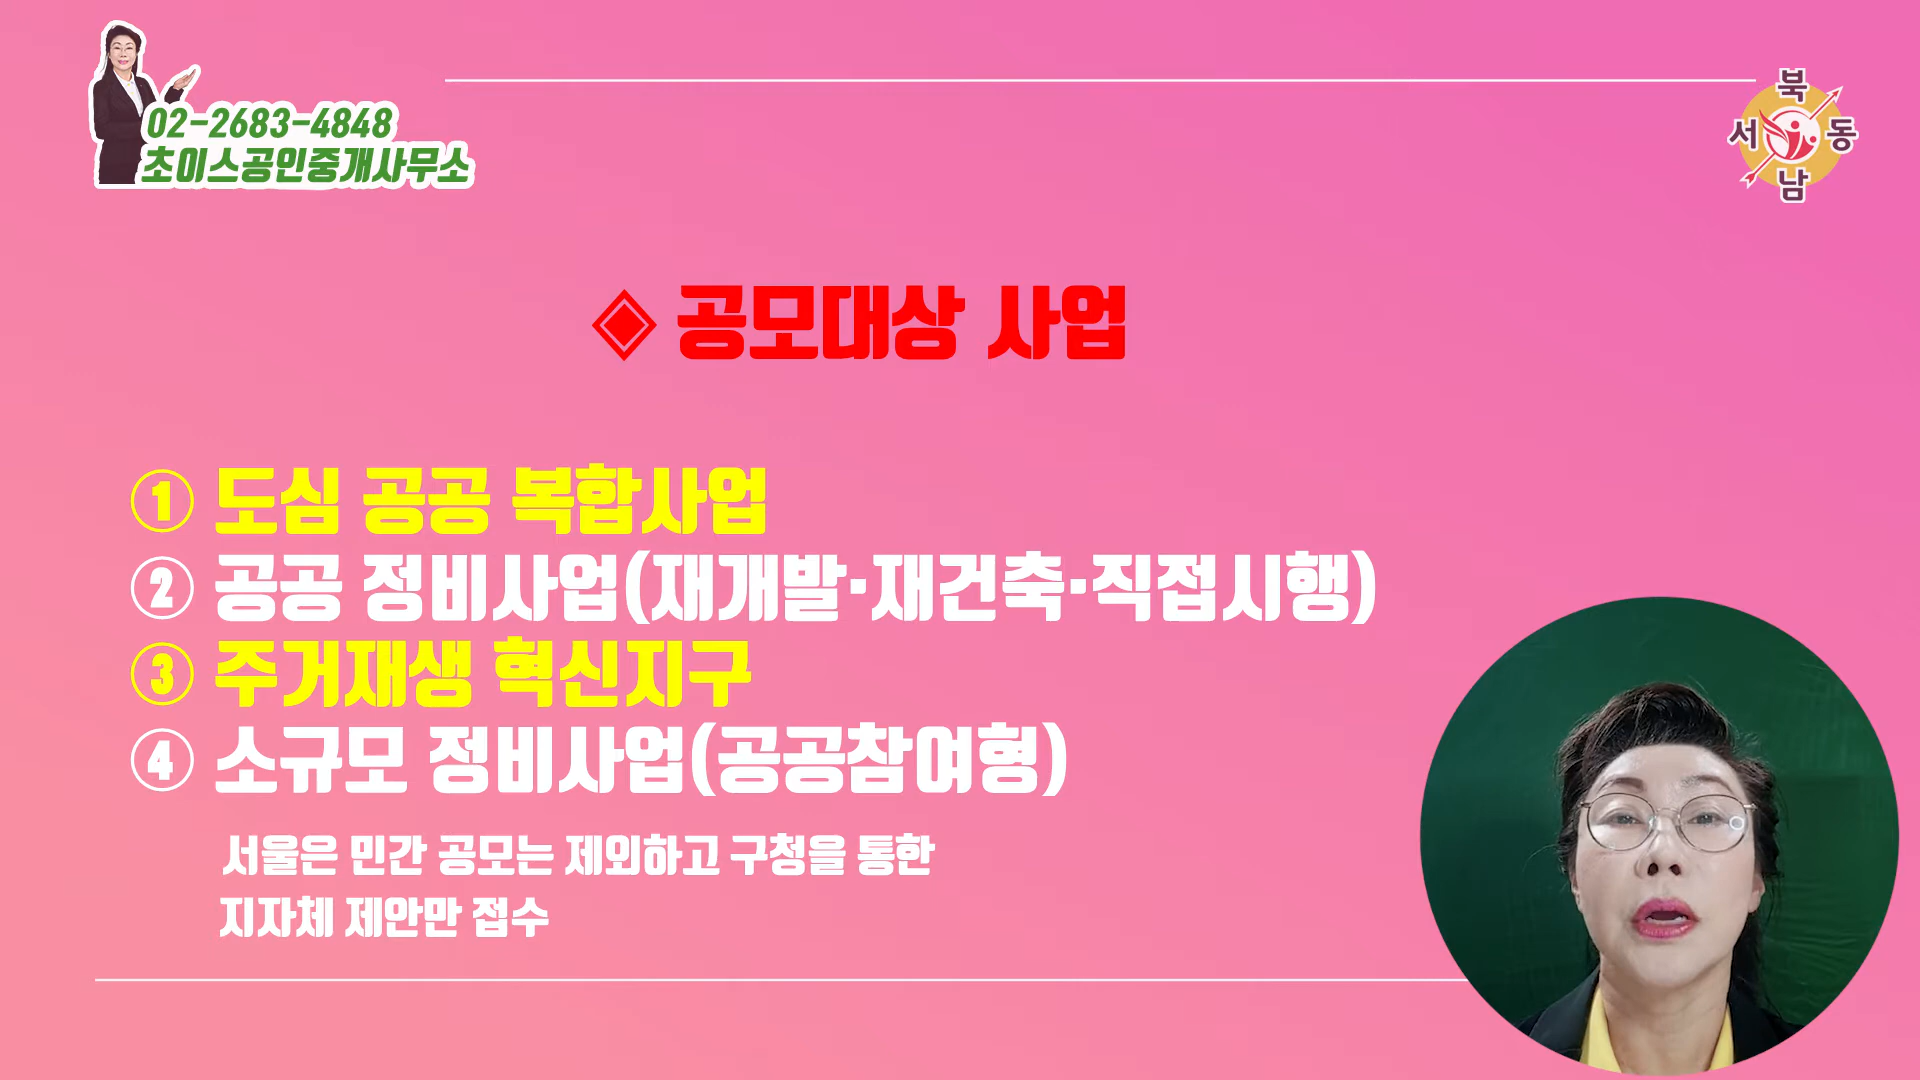 02-2683-4848
초이스공인중개사무소
북
서 동
남
◈ 공모대상 사업
① 도심 공공 복합사업
② 공공 정비사업(재개발·재건축·직접시행)
③ 주거재생 혁신지구
④ 소규모 정비사업(공공참여형)
서울은 민간 공모는 제외하고 구청을 통한
지자체 제안만 접수